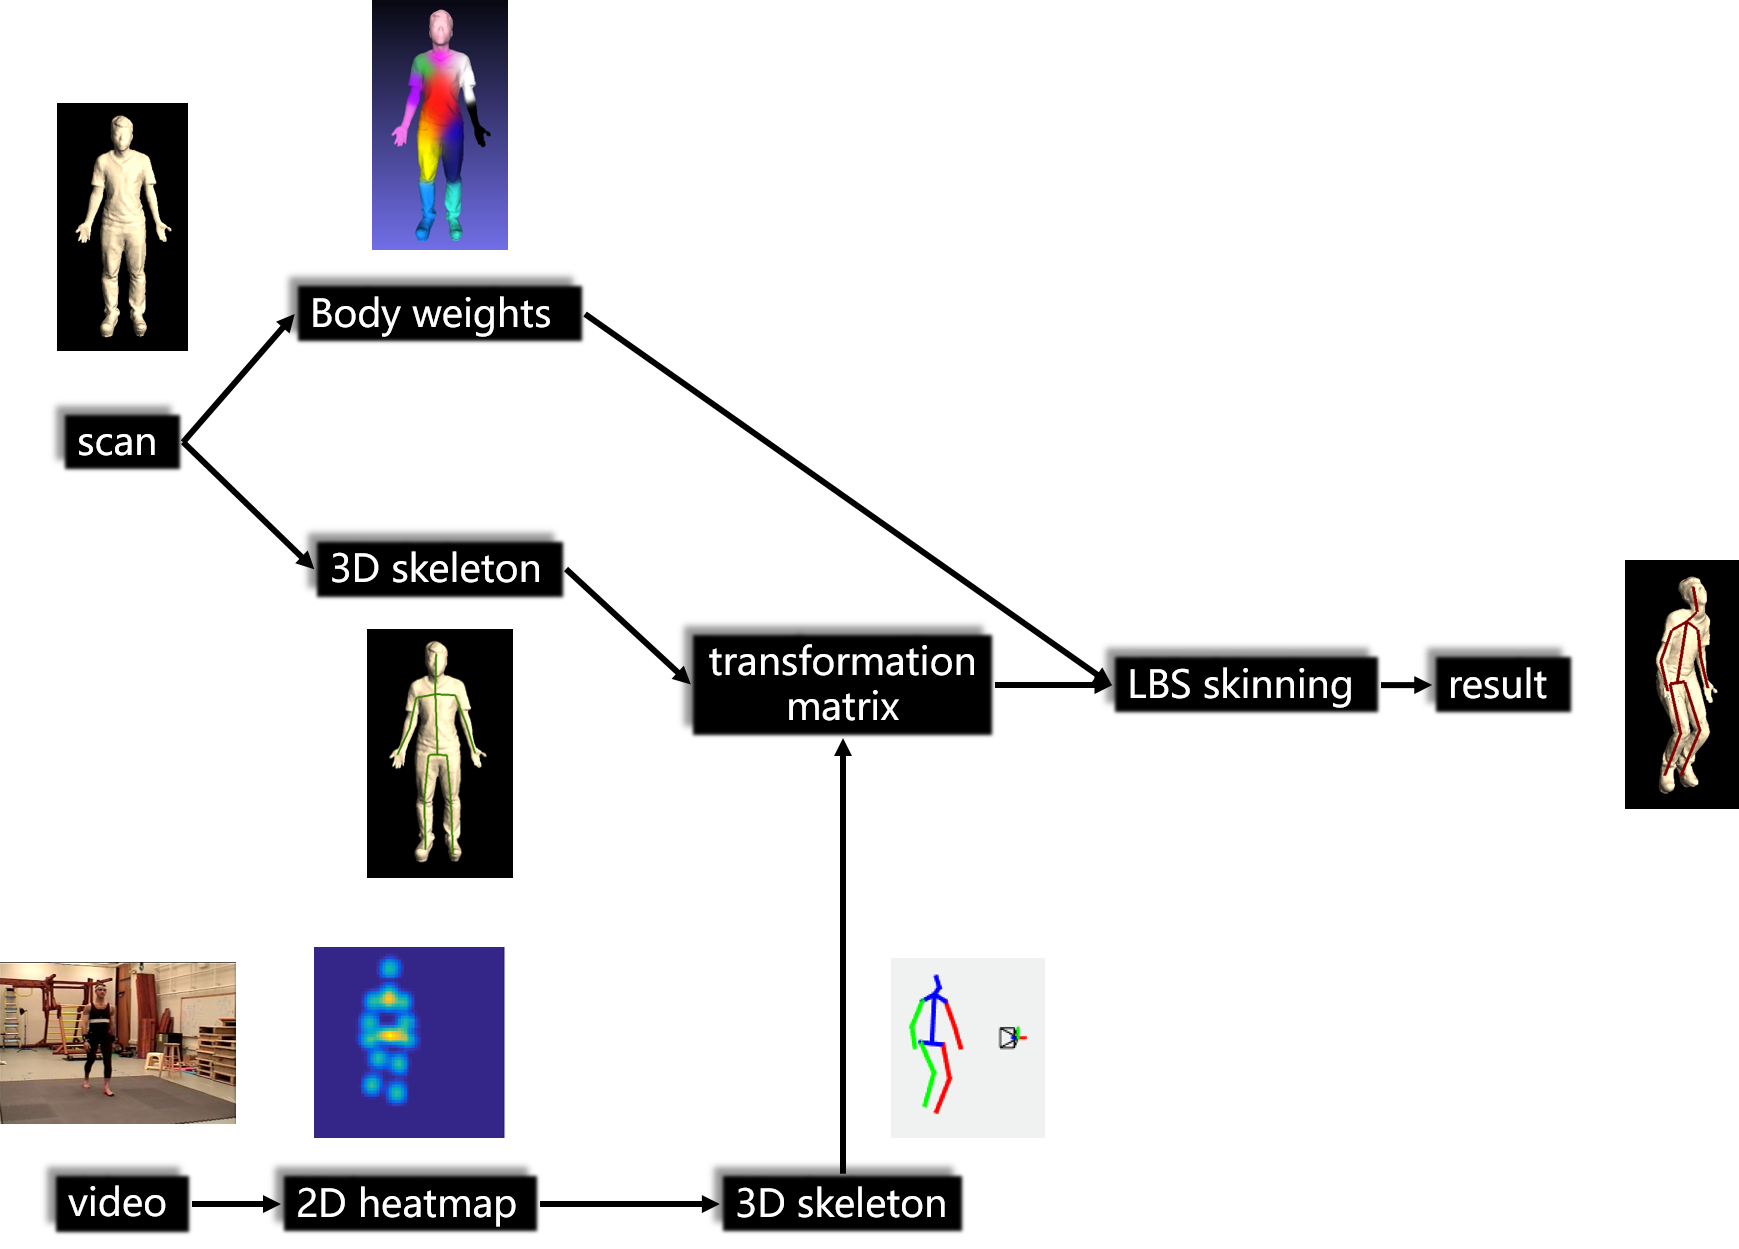 Body weights
scan
3D skeleton
transformation
matrix
LBS skinning
result
video
2D heatmap
3D skeleton